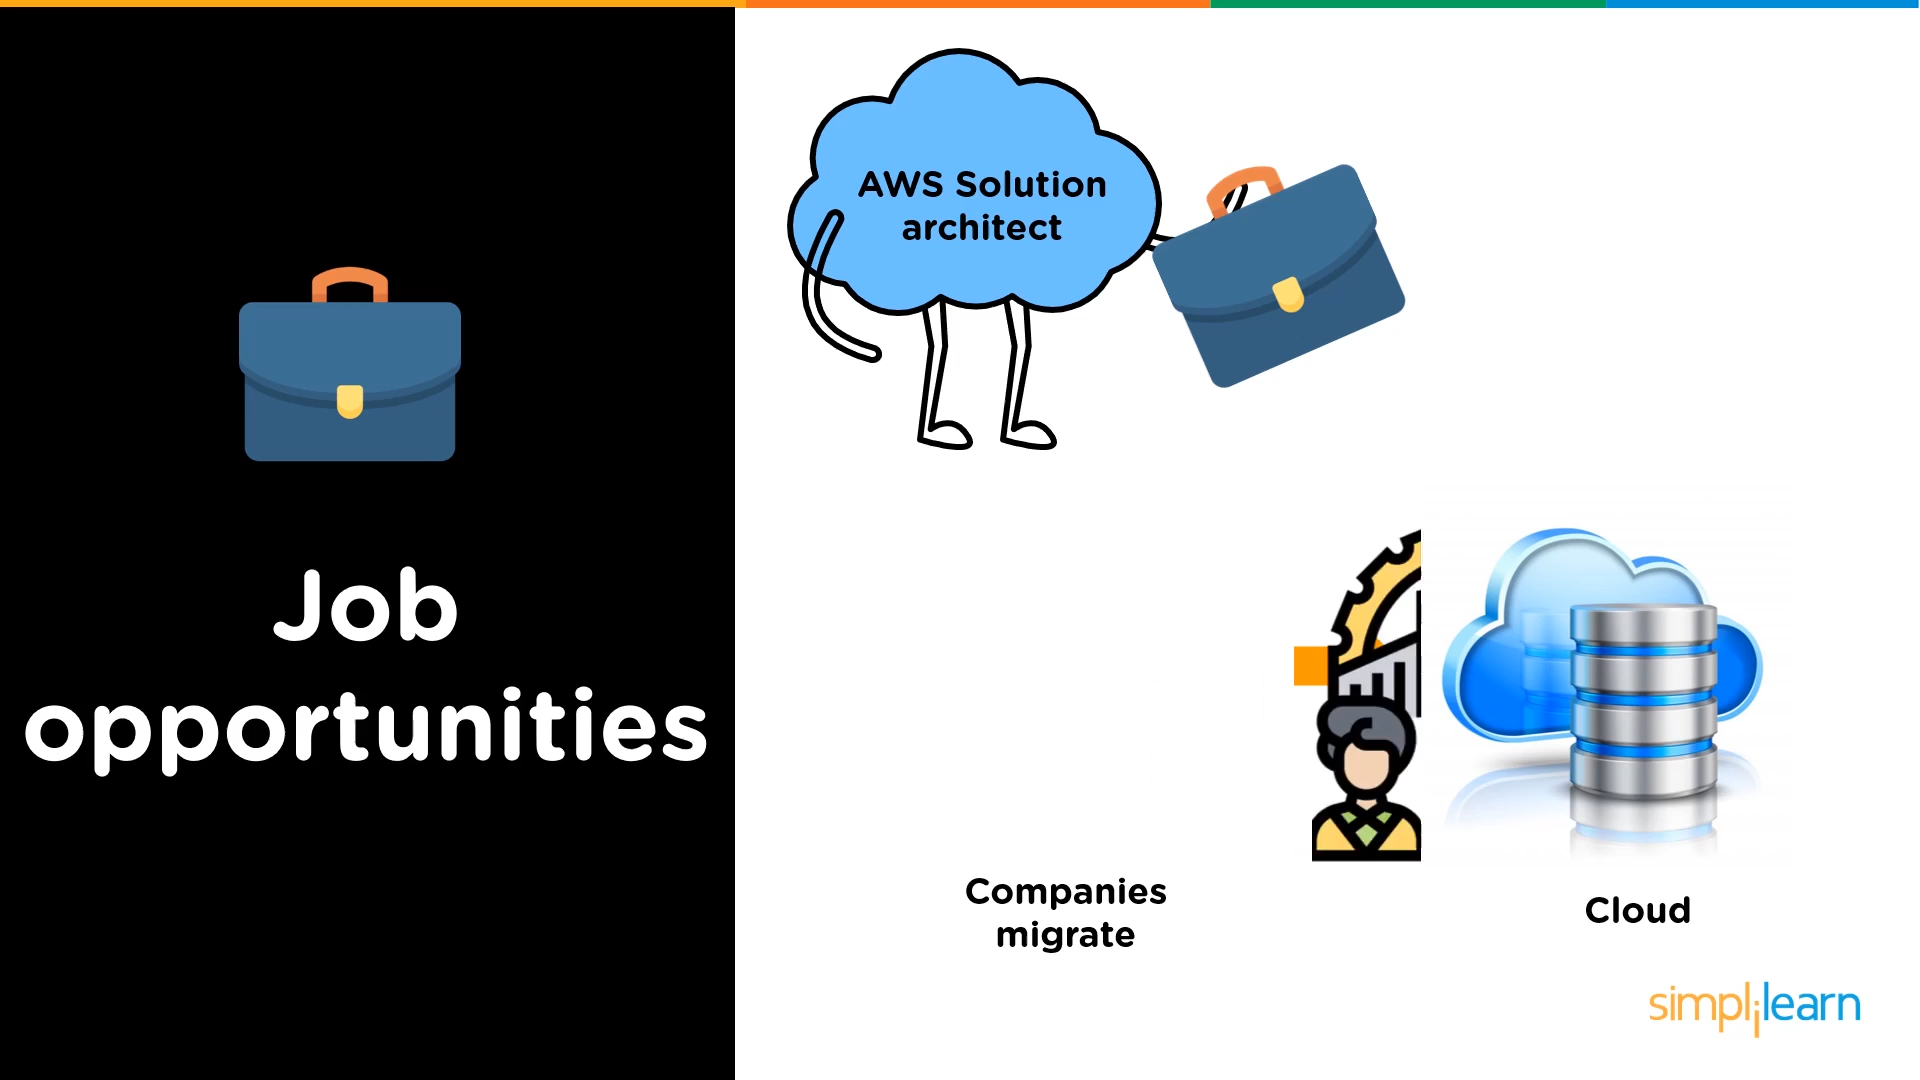 Job
opportunities
AWS Solution
architect
Companies
migrate
Cloud
simplilearn